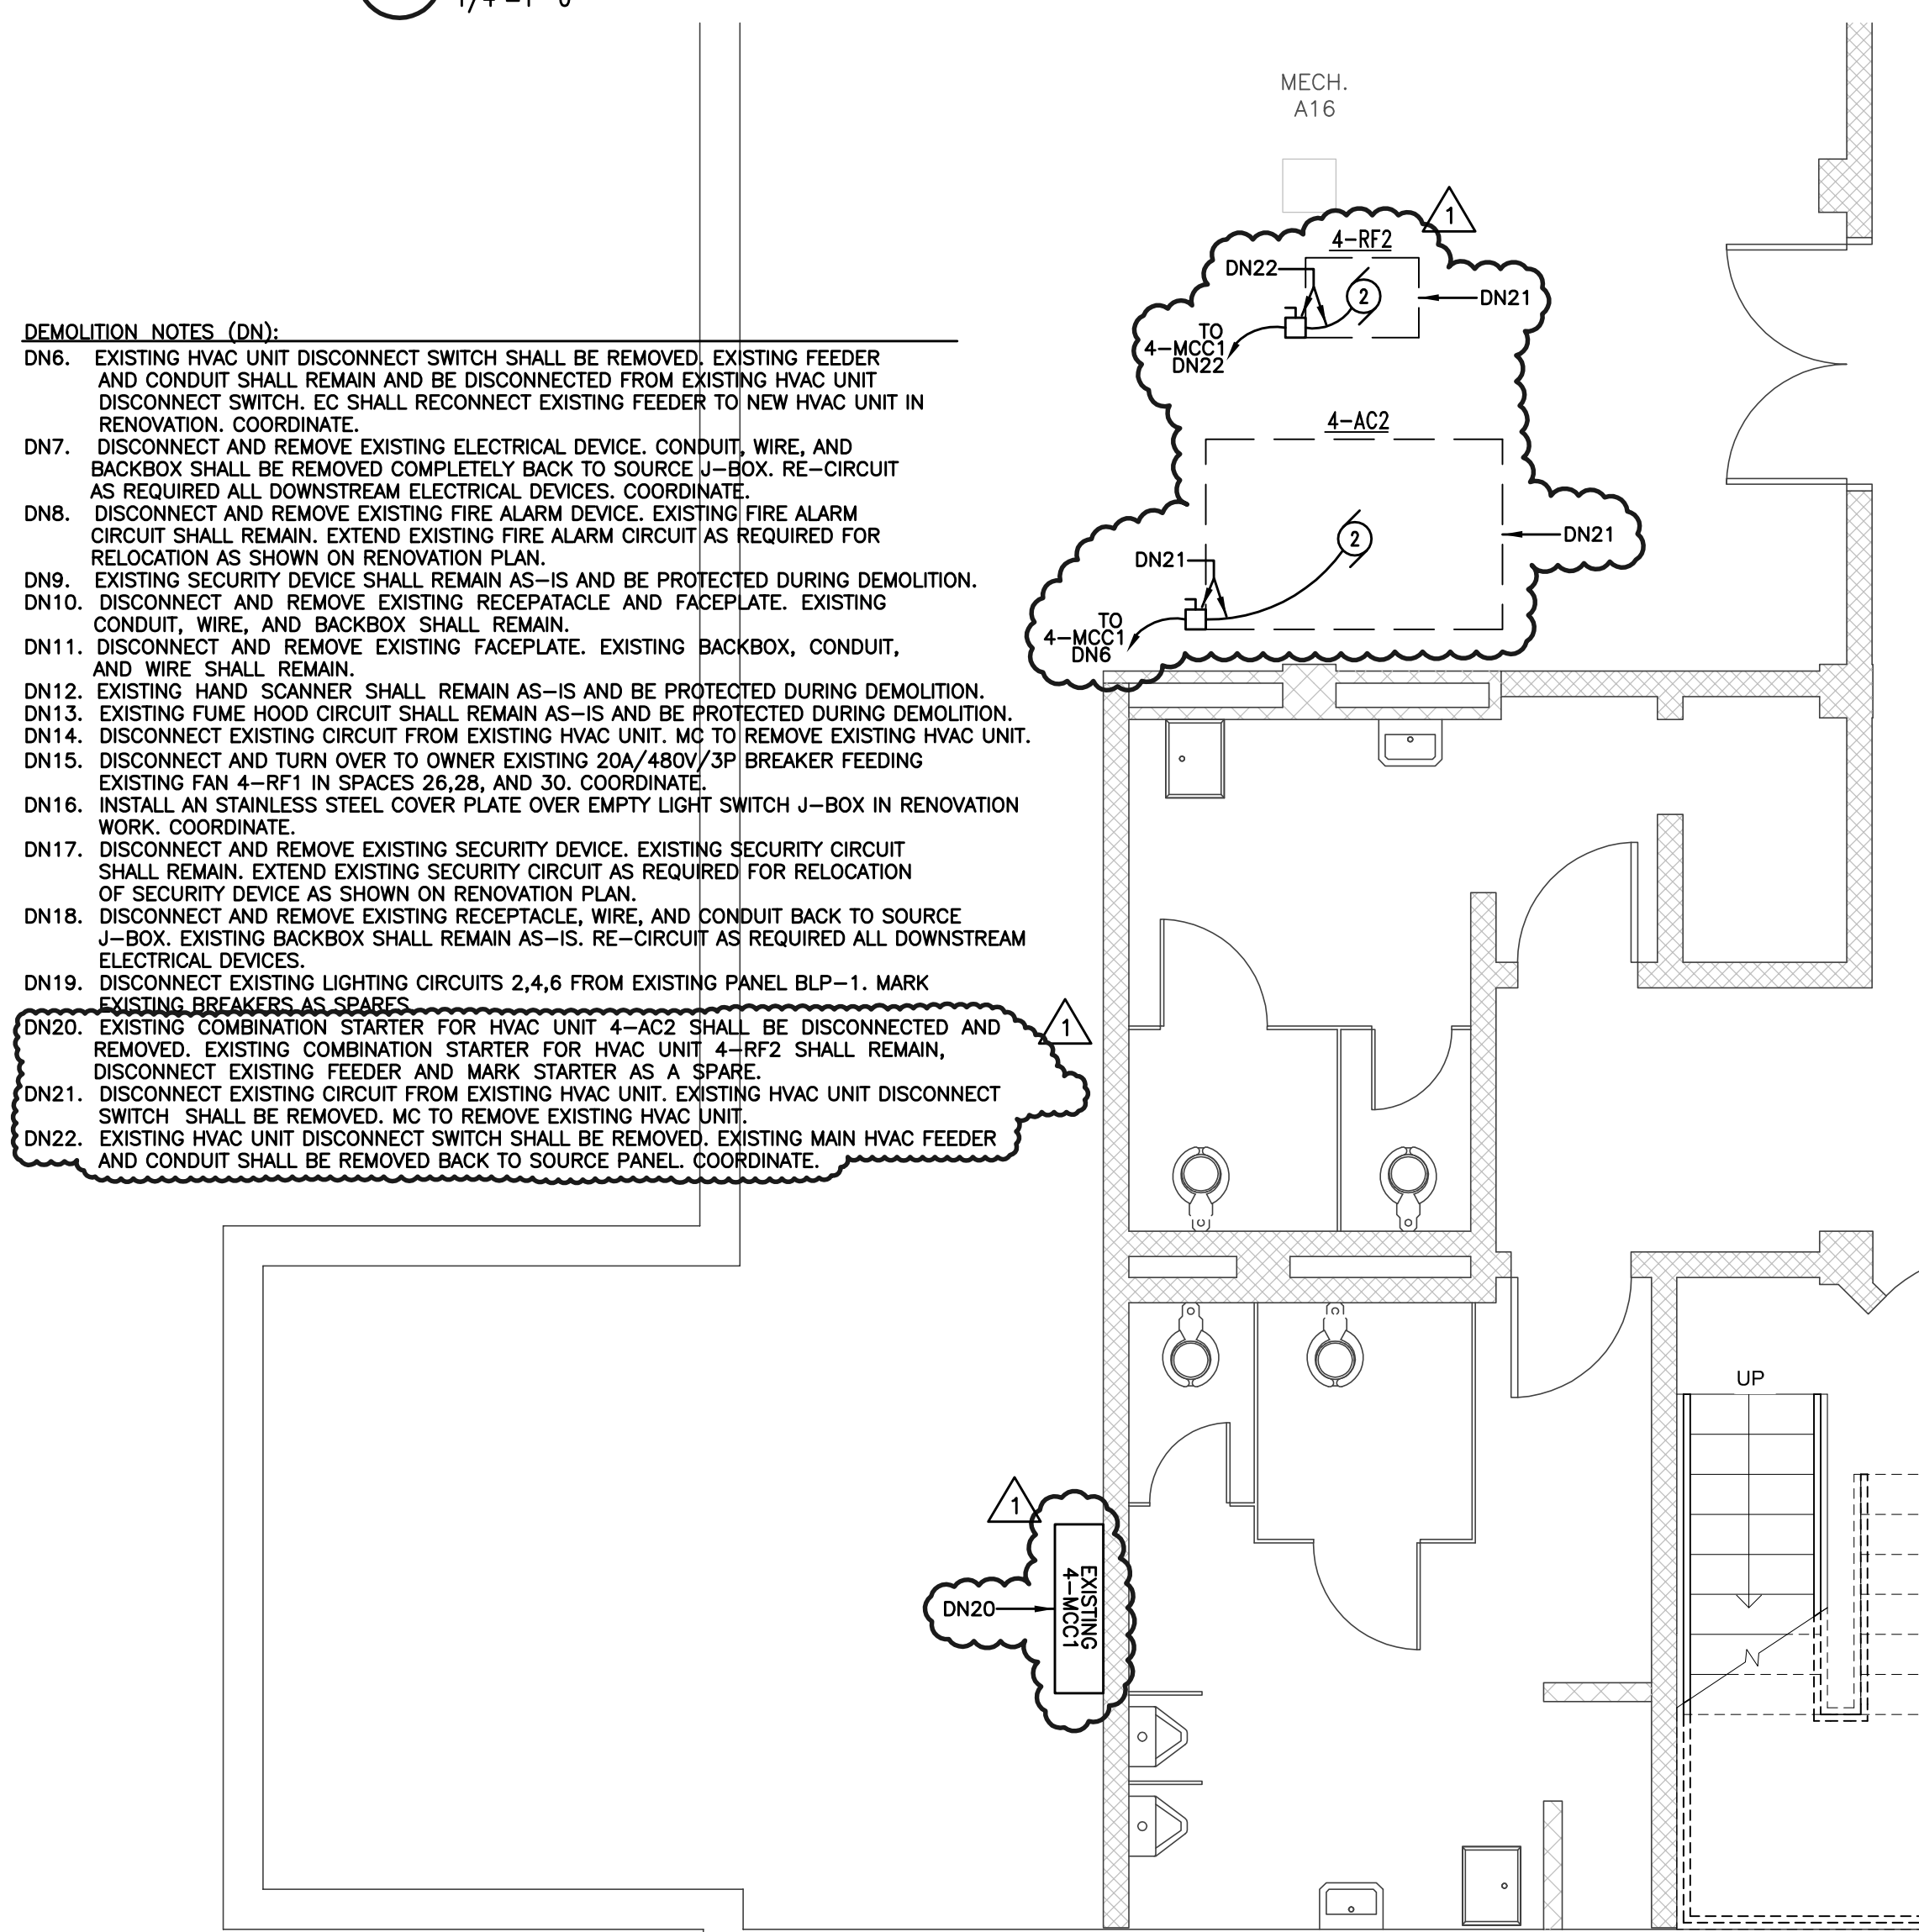 MECH.
A16
1
4-RF2
DN22
2
DN21
TO
4-MCC1
DN22
4-AC2
2
DN21
DN21
TO
4-MCC1
DN6
DEMOLITION NOTES (DN):
DN6. EXISTING HVAC UNIT DISCONNECT SWITCH SHALL BE REMOVED. EXISTING FEEDER
AND CONDUIT SHALL REMAIN AND BE DISCONNECTED FROM EXISTING HVAC UNIT
DISCONNECT SWITCH. EC SHALL RECONNECT EXISTING FEEDER TO NEW HVAC UNIT IN
RENOVATION. COORDINATE.
DN7. DISCONNECT AND REMOVE EXISTING ELECTRICAL DEVICE. CONDUIT, WIRE, AND
BACKBOX SHALL BE REMOVED COMPLETELY BACK TO SOURCE J-BOX. RE-CIRCUIT
AS REQUIRED ALL DOWNSTREAM ELECTRICAL DEVICES. COORDINATE.
DN8. DISCONNECT AND REMOVE EXISTING FIRE ALARM DEVICE. EXISTING FIRE ALARM
CIRCUIT SHALL REMAIN. EXTEND EXISTING FIRE ALARM CIRCUIT AS REQUIRED FOR
RELOCATION AS SHOWN ON RENOVATION PLAN.
DN9. EXISTING SECURITY DEVICE SHALL REMAIN AS-IS AND BE PROTECTED DURING DEMOLITION.
DN10. DISCONNECT AND REMOVE EXISTING RECEPATACLE AND FACEPLATE. EXISTING
CONDUIT, WIRE, AND BACKBOX SHALL REMAIN.
DN11. DISCONNECT AND REMOVE EXISTING FACEPLATE. EXISTING BACKBOX, CONDUIT,
AND WIRE SHALL REMAIN.
DN12. EXISTING HAND SCANNER SHALL REMAIN AS-IS AND BE PROTECTED DURING DEMOLITION.
DN13. EXISTING FUME HOOD CIRCUIT SHALL REMAIN AS-IS AND BE PROTECTED DURING DEMOLITION.
DN14. DISCONNECT EXISTING CIRCUIT FROM EXISTING HVAC UNIT. MC TO REMOVE EXISTING HVAC UNIT.
DN15. DISCONNECT AND TURN OVER TO OWNER EXISTING 20A/480V/3P BREAKER FEEDING
EXISTING FAN 4-RF1 IN SPACES 26,28, AND 30. COORDINATE.
DN16. INSTALL AN STAINLESS STEEL COVER PLATE OVER EMPTY LIGHT SWITCH J-BOX IN RENOVATION
WORK. COORDINATE.
DN17. DISCONNECT AND REMOVE EXISTING SECURITY DEVICE. EXISTING SECURITY CIRCUIT
SHALL REMAIN. EXTEND EXISTING SECURITY CIRCUIT AS REQUIRED FOR RELOCATION
OF SECURITY DEVICE AS SHOWN ON RENOVATION PLAN.
DN18. DISCONNECT AND REMOVE EXISTING RECEPTACLE, WIRE, AND CONDUIT BACK TO SOURCE
J-BOX. EXISTING BACKBOX SHALL REMAIN AS-IS. RE-CIRCUIT AS REQUIRED ALL DOWNSTREAM
ELECTRICAL DEVICES.
DN19. DISCONNECT EXISTING LIGHTING CIRCUITS 2,4,6 FROM EXISTING PANEL BLP-1. MARK
EXISTING BREAKERS AS SPARES
DN20. EXISTING COMBINATION STARTER FOR HVAC UNIT 4-AC2 SHALL BE DISCONNECTED AND
REMOVED. EXISTING COMBINATION STARTER FOR HVAC UNIT 4-RF2 SHALL REMAIN,
DISCONNECT EXISTING FEEDER AND MARK STARTER AS A SPARE.
DN21. DISCONNECT EXISTING CIRCUIT FROM EXISTING HVAC UNIT. EXISTING HVAC UNIT DISCONNECT
SWITCH SHALL BE REMOVED. MC TO REMOVE EXISTING HVAC UNIT.
DN22. EXISTING HVAC UNIT DISCONNECT SWITCH SHALL BE REMOVED. EXISTING MAIN HVAC FEEDER
AND CONDUIT SHALL BE REMOVED BACK TO SOURCE PANEL. COORDINATE.
1
UP
1
DN20
EXISTING
4-MCC1